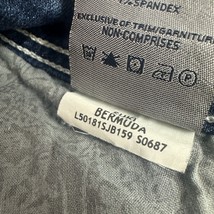 % SPANDEX
EXCLUSIVE OF TRIM/GARNITURE
NON-COMPRISES
BERMUDA
L50181SJB159 S0687